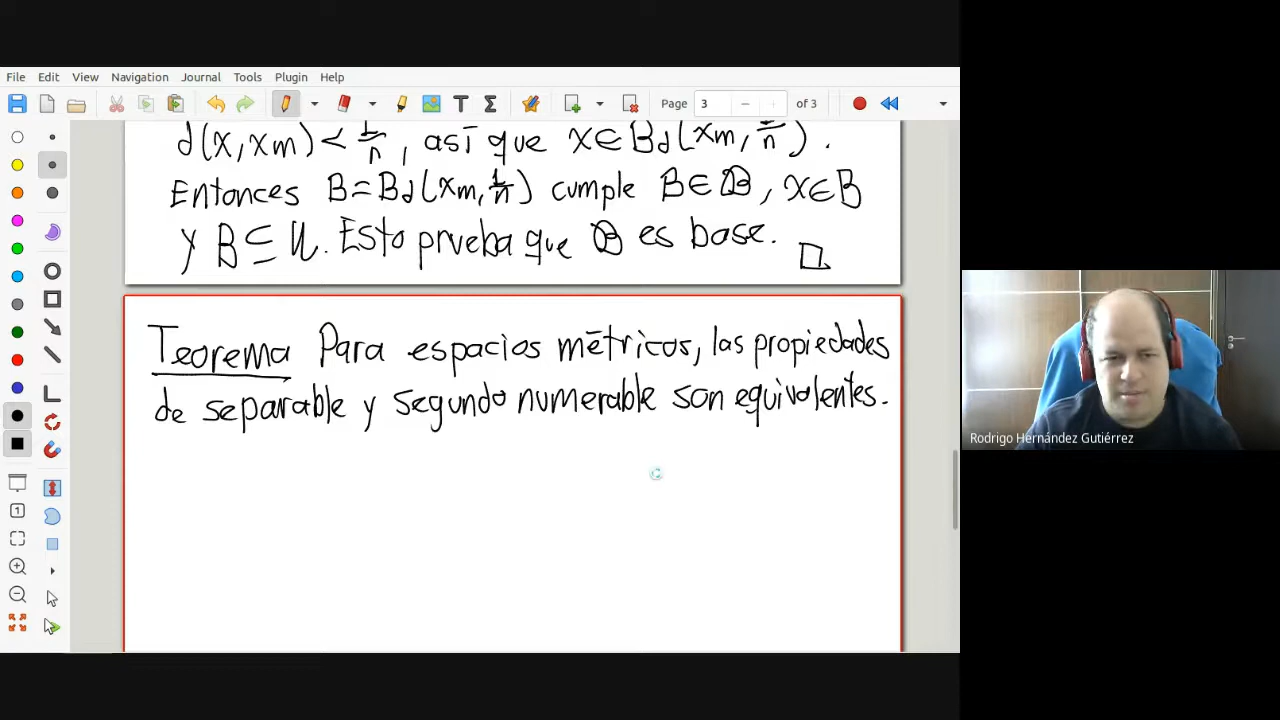 File Edit View Navigation Journal Tools Plugin Help
Page 3 of 3
d(x, xm) < 1/n, así que x ∈ Bd(xm, 1/n).
Entonces B = Bd(xm, 1/n) cumple B ∈ 𝔹, x ∈ B
y B ⊆ U. Esto prueba que 𝔹 es base. □
Teorema Para espacios métricos, las propiedades
de separable y segundo numerable son equivalentes.
Rodrigo Hernández Gutiérrez